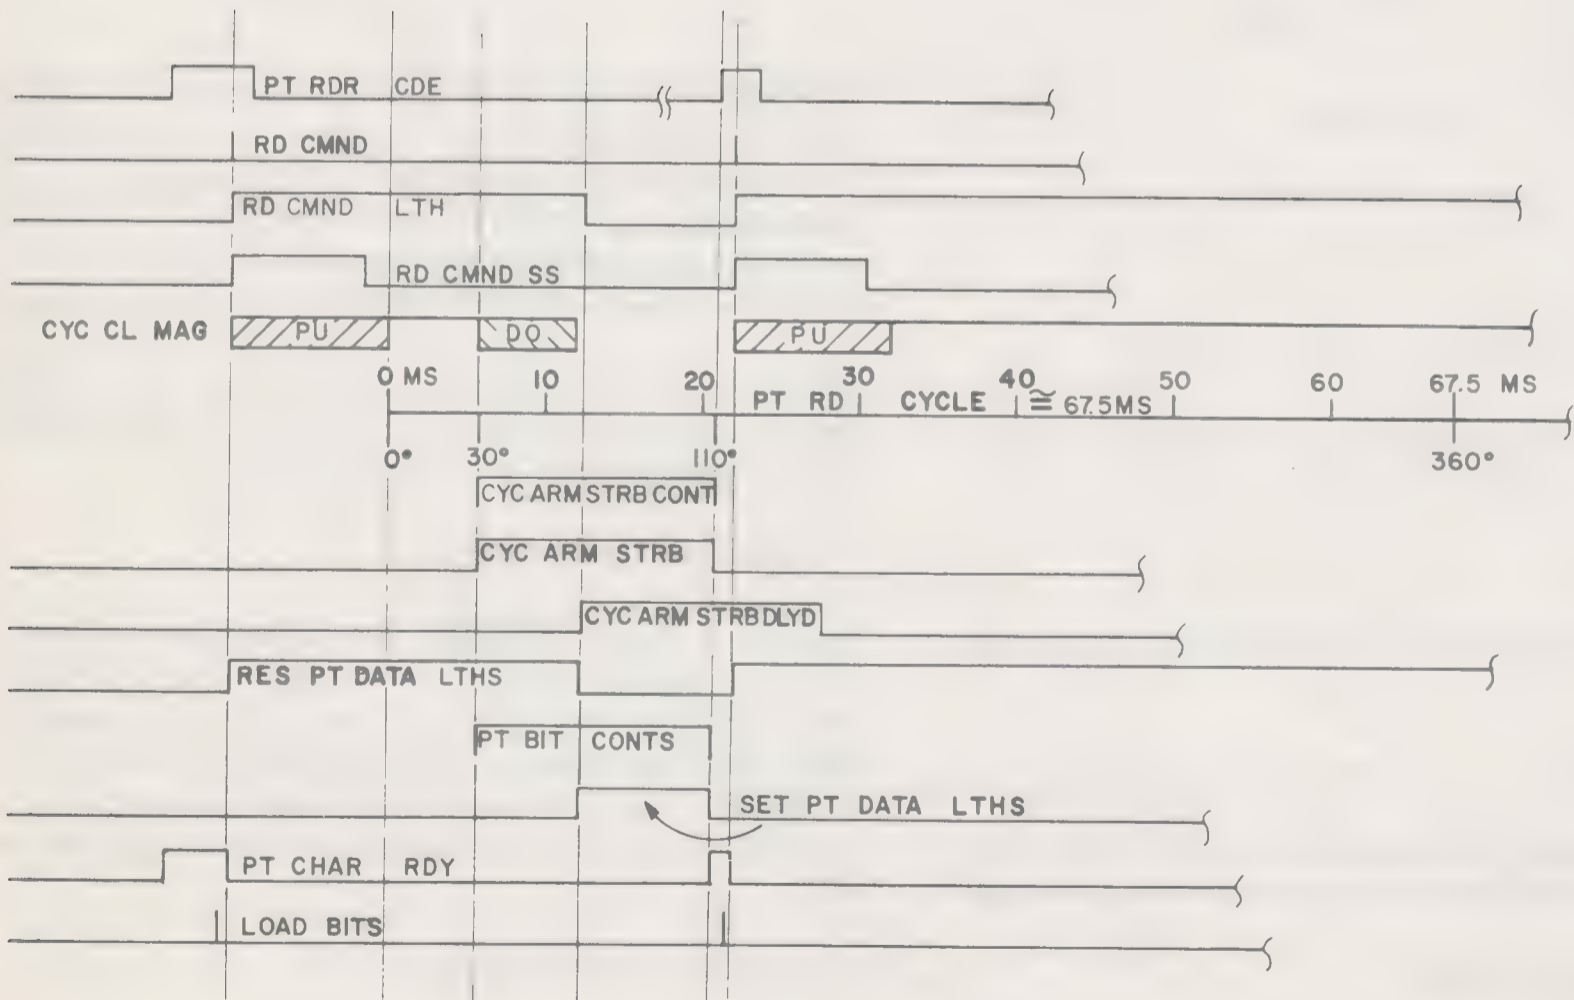 PT RDR CDE
RD CMND
RD CMND LTH
RD CMND SS
CYC CL MAG PU DO PU
0 MS 10 20 30 40 50 60 67.5 MS
PT RD CYCLE ≅ 67.5MS
0° 30° 110° 360°
CYC ARM STRB CONT
CYC ARM STRB
CYC ARM STRB DLYD
RES PT DATA LTHS
PT BIT CONTS
SET PT DATA LTHS
PT CHAR RDY
LOAD BITS